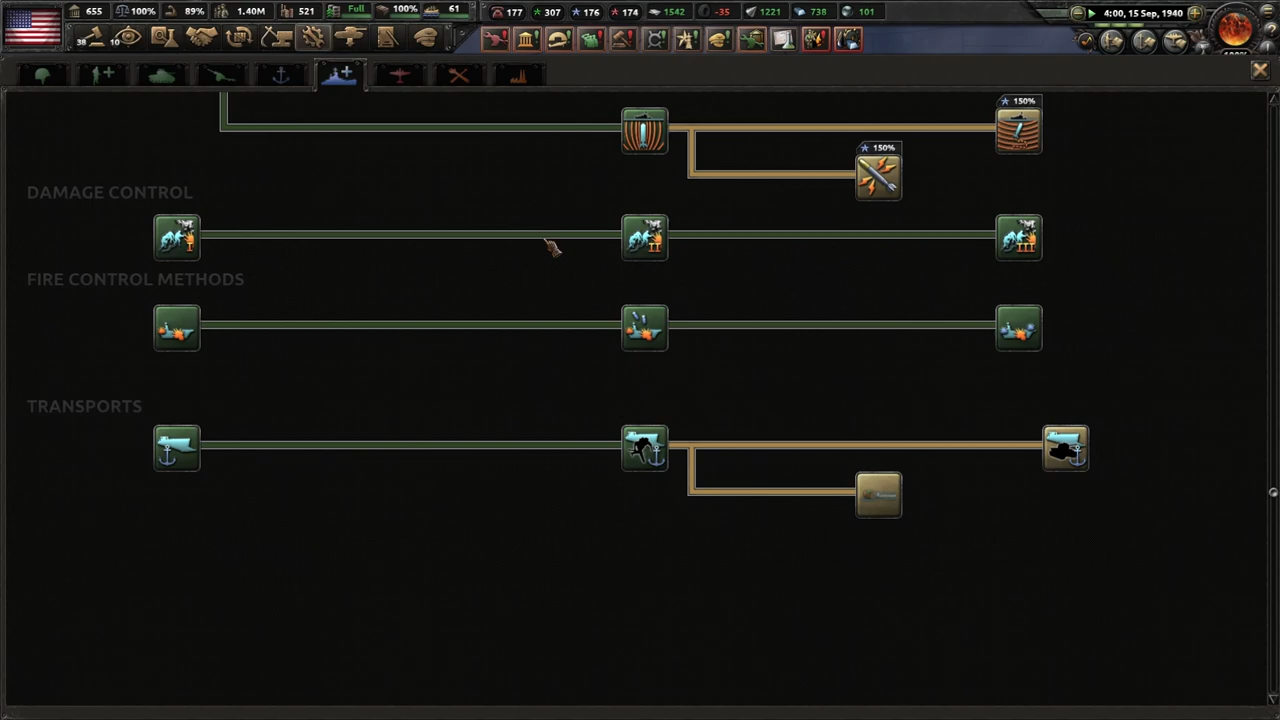 655 100% 89% 1.40M 521 Full 100% 61 177 307 176 174 1542 -35 1221 738 101 4:00, 15 Sep, 1940
38 10 100%
150%
150%
DAMAGE CONTROL
FIRE CONTROL METHODS
TRANSPORTS